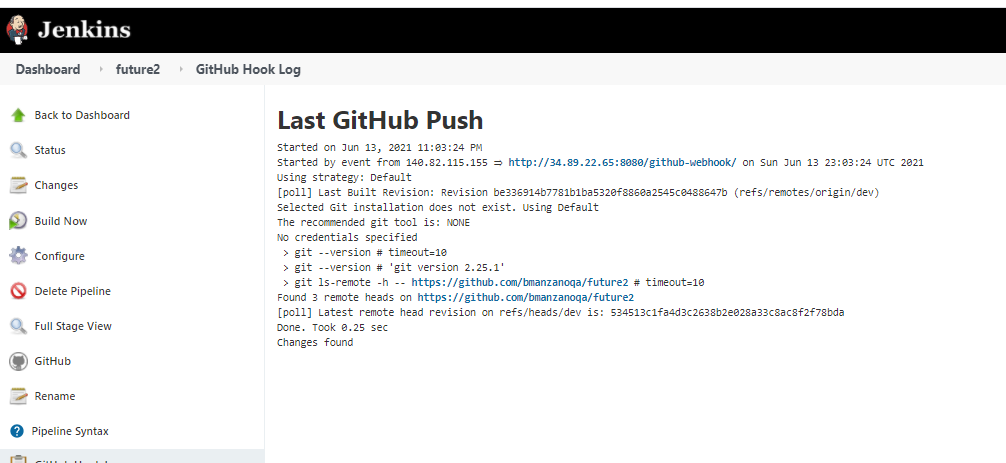 Jenkins
Dashboard
future2
GitHub Hook Log
Back to Dashboard
Status
Changes
Build Now
Configure
Delete Pipeline
Full Stage View
GitHub
Rename
Pipeline Syntax
Last GitHub Push
Started on Jun 13, 2021 11:03:24 PM
Started by event from 140.82.115.155 ⇒ http://34.89.22.65:8080/github-webhook/ on Sun Jun 13 23:03:24 UTC 2021
Using strategy: Default
[poll] Last Built Revision: Revision be336914b7781b1ba5320f8860a2545c0488647b (refs/remotes/origin/dev)
Selected Git installation does not exist. Using Default
The recommended git tool is: NONE
No credentials specified
> git --version # timeout=10
> git --version # 'git version 2.25.1'
> git ls-remote -h -- https://github.com/bmanzanoqa/future2 # timeout=10
Found 3 remote heads on https://github.com/bmanzanoqa/future2
[poll] Latest remote head revision on refs/heads/dev is: 534513c1fa4d3c2638b2e028a33c8ac8f2f78bda
Done. Took 0.25 sec
Changes found